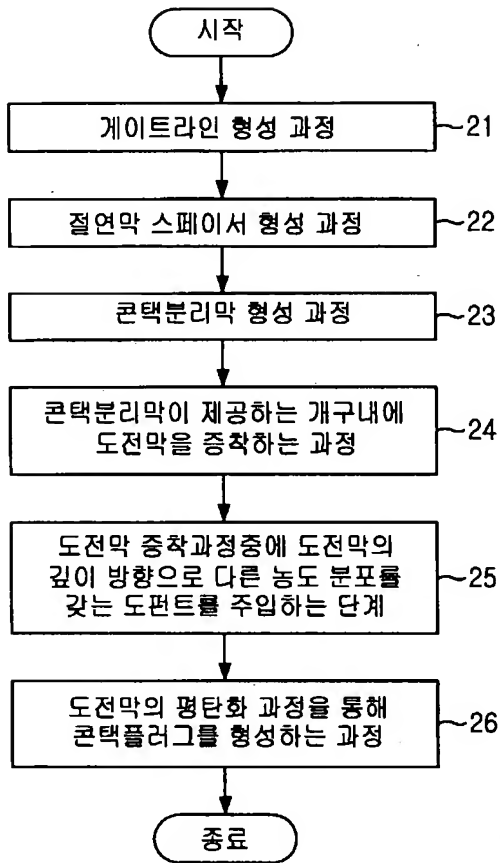 시작
게이트라인 형성 과정
21
절연막 스페이서 형성 과정
22
콘택분리막 형성 과정
23
콘택분리막이 제공하는 개구내에
도전막을 증착하는 과정
24
도전막 증착과정중에 도전막의
깊이 방향으로 다른 농도 분포를
갖는 도펀트를 주입하는 단계
25
도전막의 평탄화 과정을 통해
콘택플러그를 형성하는 과정
26
종료